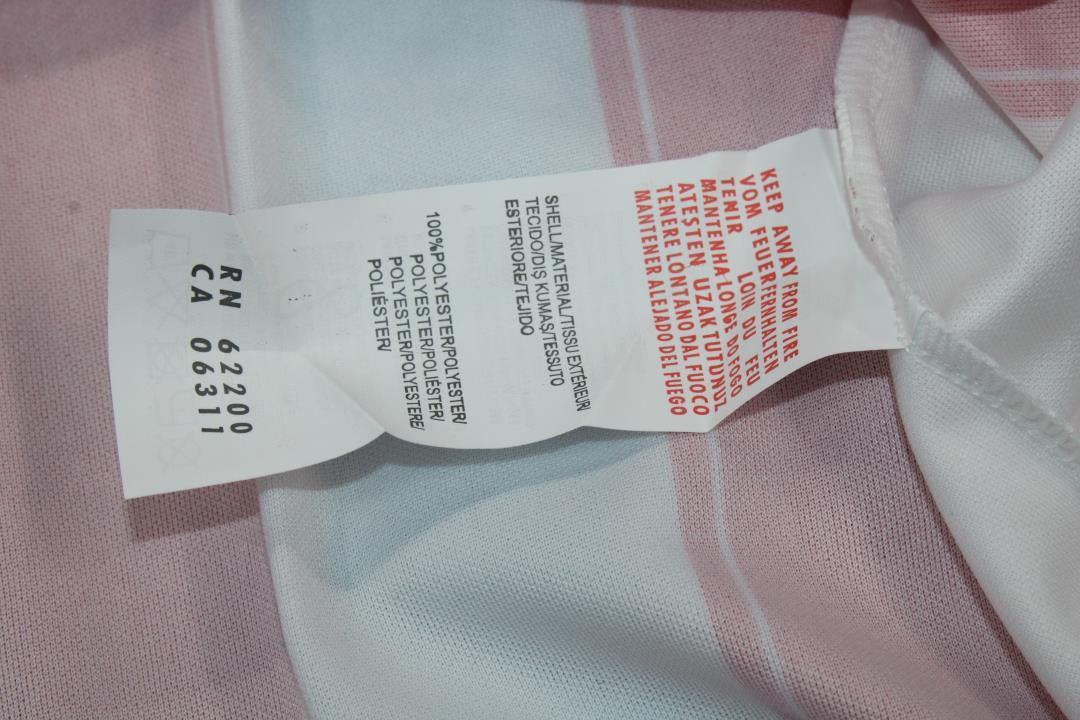 KEEP AWAY FROM FIRE
VOM FEUER FERNHALTEN
TENIR LOIN DU FEU
MANTENHA LONGE DO FOGO
ATEŞTEN UZAK TUTUNUZ
TENERE LONTANO DAL FUOCO
MANTENER ALEJADO DEL FUEGO
SHELL/MATERIAL/TISSU EXTÉRIEUR/
TECIDO/DIŞ KUMAŞ/TESSUTO
ESTERIORE/TEJIDO
100%POLYESTER/POLYESTER/
POLYESTER/POLIÉSTER/
POLYESTER/POLYESTERE/
POLIÉSTER/
RN 62200
CA 06311